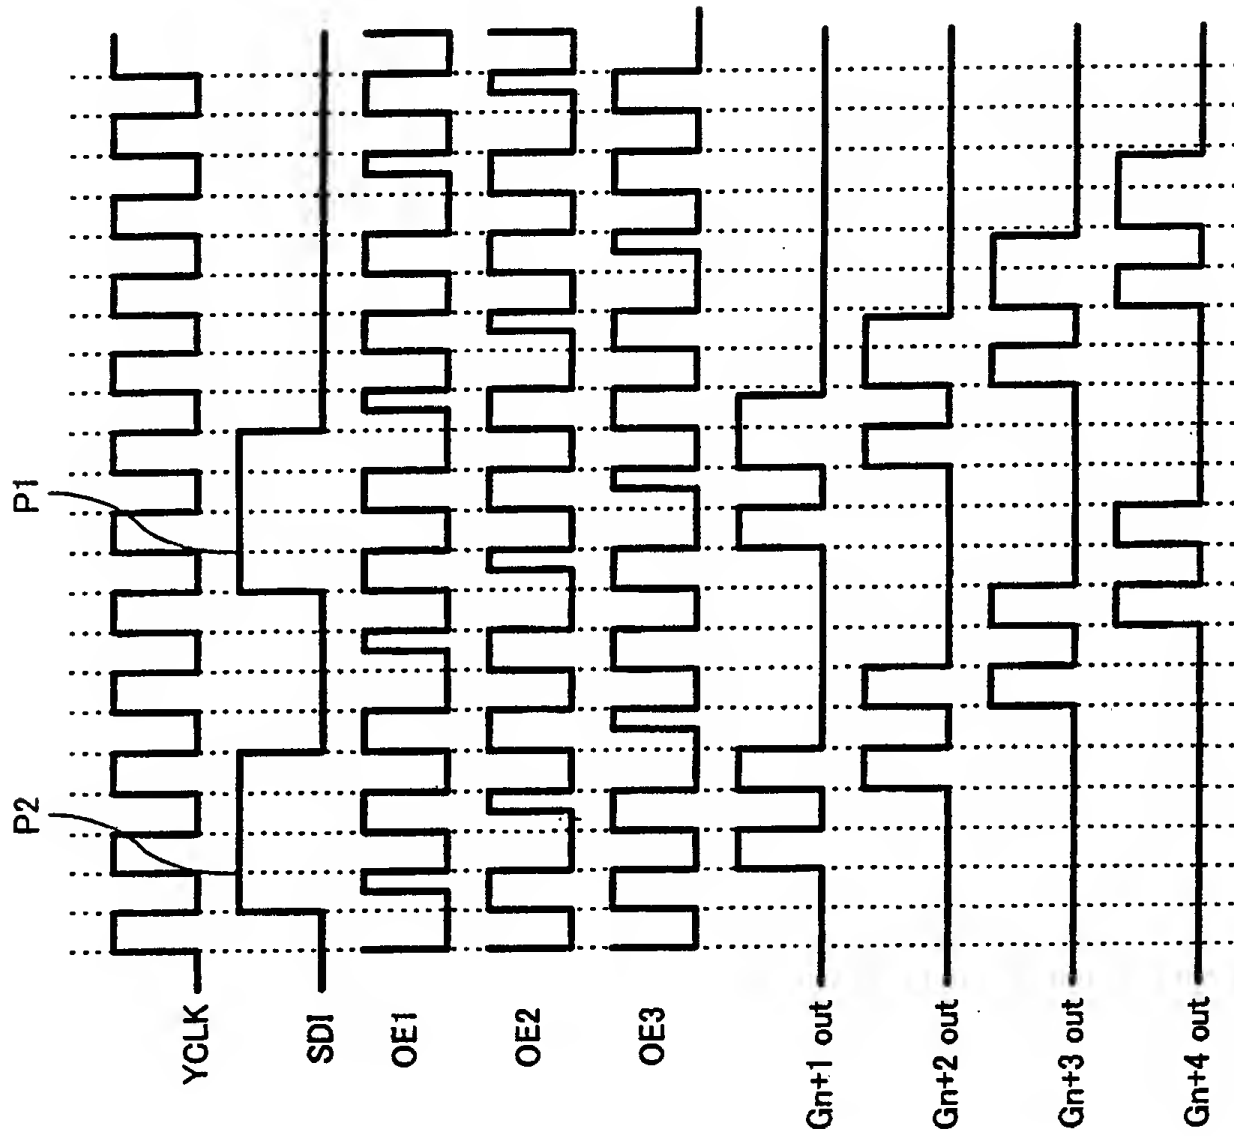 YCLK
SDI
OE1
OE2
OE3
Gn+1 out
Gn+2 out
Gn+3 out
Gn+4 out
P2
P1